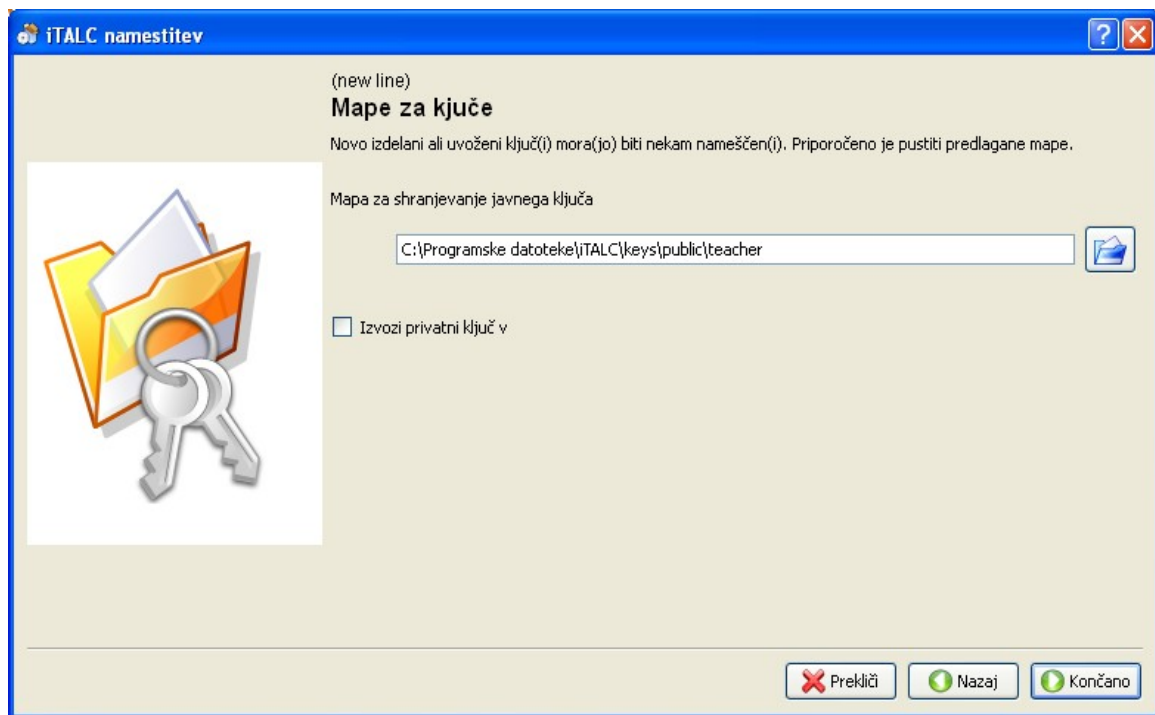 iTALC namestitev
(new line)
Mape za kjuče
Novo izdelani ali uvoženi ključ(i) mora(jo) biti nekam nameščen(i). Priporočeno je pustiti predlagane mape.
Mapa za shranjevanje javnega ključa
C:\Programske datoteke\iTALC\keys\public\teacher
Izvozi privatni ključ v
Prekliči
Nazaj
Končano